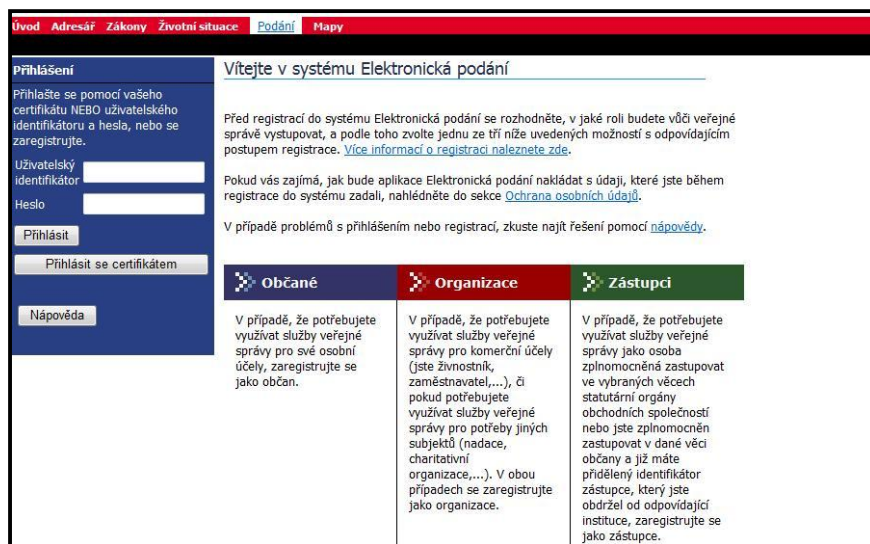 Úvod Adresář Zákony Životní situace Podání Mapy
Přihlášení
Přihlašte se pomocí vašeho
certifikátu NEBO uživatelského
identifikátoru a hesla, nebo se
zaregistrujte.
Uživatelský
identifikátor
Heslo
Přihlásit
Přihlásit se certifikátem
Nápověda
Vítejte v systému Elektronická podání
Před registrací do systému Elektronická podání se rozhodněte, v jaké roli budete vůči veřejné
správě vystupovat, a podle toho zvolte jednu ze tří níže uvedených možností s odpovídajícím
postupem registrace. Více informací o registraci naleznete zde.
Pokud vás zajímá, jak bude aplikace Elektronická podání nakládat s údaji, které jste během
registrace do systému zadali, nahlédněte do sekce Ochrana osobních údajů.
V případě problémů s přihlášením nebo registrací, zkuste najít řešení pomocí nápovědy.
Občané
V případě, že potřebujete
využívat služby veřejné
správy pro své osobní
účely, zaregistrujte se
jako občan.
Organizace
V případě, že potřebujete
využívat služby veřejné
správy pro komerční účely
(jste živnostník,
zaměstnavatel,...), či
pokud potřebujete
využívat služby veřejné
správy pro potřeby jiných
subjektů (nadace,
charitativní
organizace,...). V obou
případech se zaregistrujte
jako organizace.
Zástupci
V případě, že potřebujete
využívat služby veřejné
správy jako osoba
zplnomocněná zastupovat
ve vybraných věcech
statutární orgány
obchodních společností
nebo jste zplnomocněn
zastupovat v dané věci
občany a již máte
přidělený identifikátor
zástupce, který jste
obdržel od odpovídající
instituce, zaregistrujte se
jako zástupce.